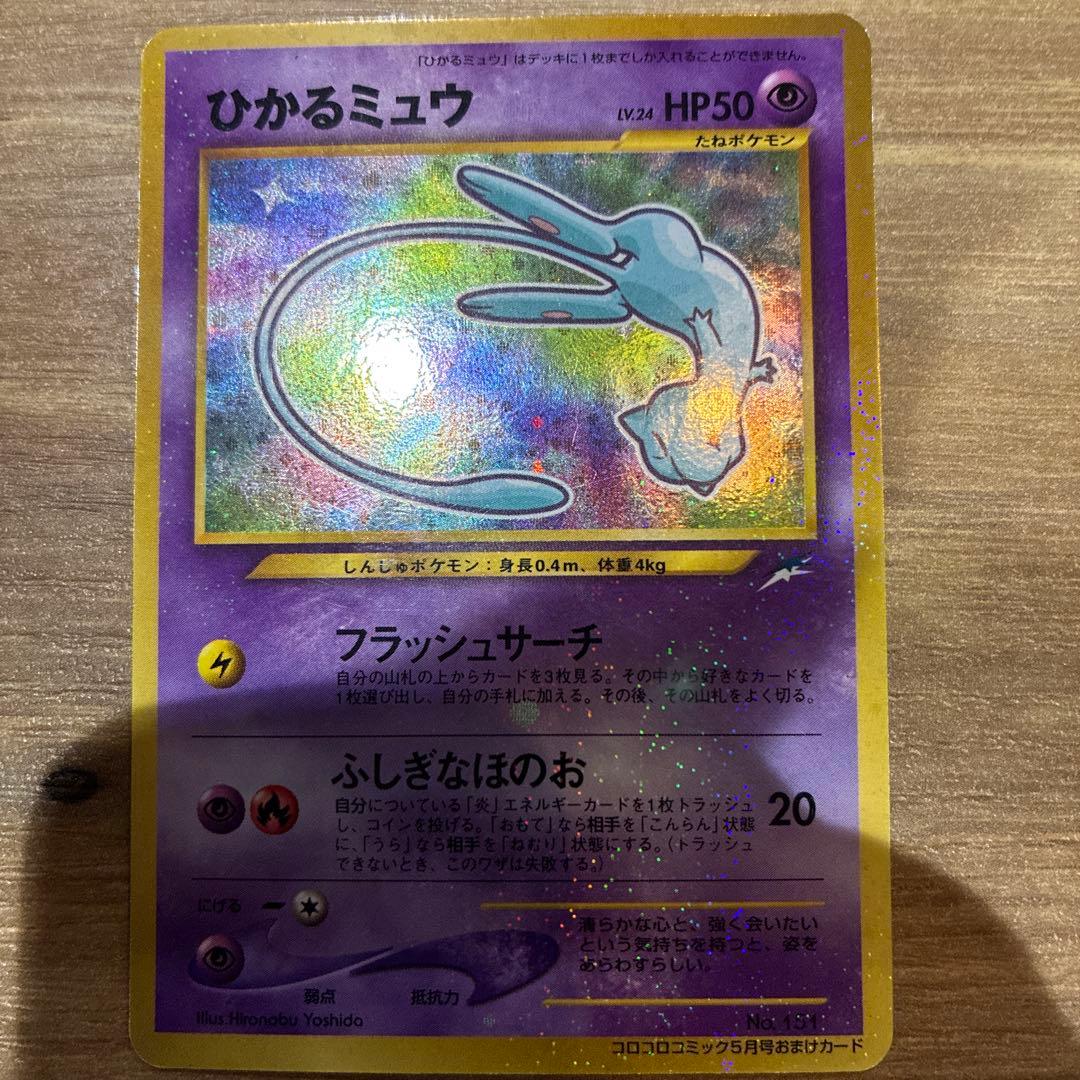 「ひかるミュウ」はデッキに1枚までしか入れることができません。
ひかるミュウ
LV.24 HP50
たねポケモン
しんじゅポケモン：身長0.4m、体重4kg
フラッシュサーチ
自分の山札の上からカードを3枚見る。その中から好きなカードを
1枚選び出し、自分の手札に加える。その後、その山札をよく切る。
ふしぎなほのお
自分についている「炎」エネルギーカードを1枚トラッシュ
し、コインを投げる。「おもて」なら相手を「こんらん」状態
に、「うら」なら相手を「ねむり」状態にする。（トラッシュ
できないとき、このワザは失敗する。）
20
にげる
弱点
抵抗力
清らかな心と、強く会いたい
という気持ちを持つと、姿を
あらわすらしい。
Illus.Hironobu Yoshida
No.151
コロコロコミック5月号おまけカード